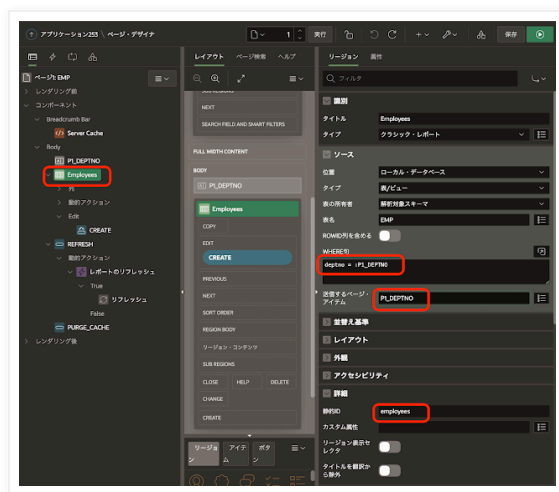 アプリケーション253 \ ページ・デザイナ
1
実行
保存
ページ1: EMP
レンダリング前
コンポーネント
Breadcrumb Bar
Server Cache
Body
P1_DEPTNO
Employees
列
動的アクション
Edit
CREATE
REFRESH
動的アクション
レポートのリフレッシュ
True
リフレッシュ
False
PURGE_CACHE
レンダリング後
レイアウト
ページ検索
ヘルプ
NEXT
SEARCH FIELD AND SMART FILTERS
FULL WIDTH CONTENT
BODY
P1_DEPTNO
Employees
COPY
EDIT
CREATE
PREVIOUS
NEXT
SORT ORDER
REGION BODY
リージョン・コンテンツ
SUB REGIONS
CLOSE
HELP
DELETE
CHANGE
CREATE
リージョン
アイテム
ボタン
リージョン
属性
フィルタ
識別
タイトル
Employees
タイプ
クラシック・レポート
ソース
位置
ローカル・データベース
タイプ
表/ビュー
表の所有者
解析対象スキーマ
表名
EMP
ROWID列を含める
WHERE句
deptno = :P1_DEPTNO
送信するページ・アイテム
P1_DEPTNO
並替え基準
レイアウト
外観
アクセシビリティ
詳細
静的ID
employees
カスタム属性
リージョン表示セレクタ
タイトルを翻訳から除外